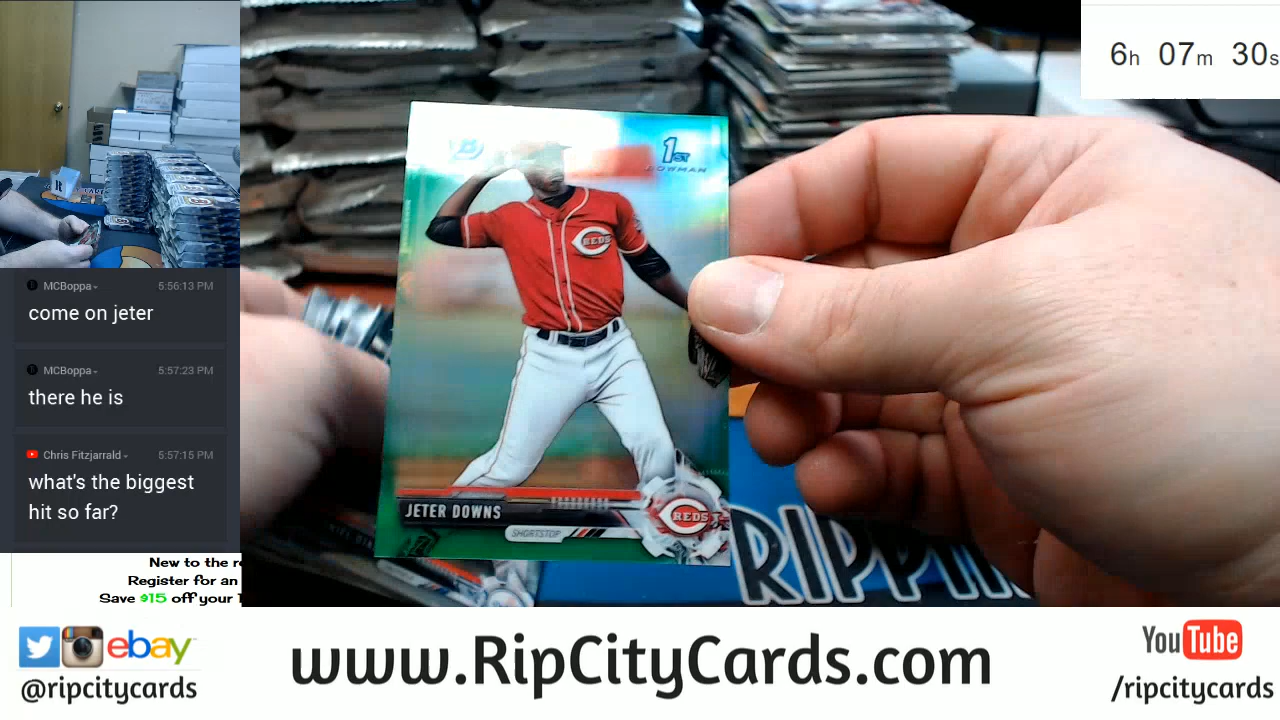 6h 07m 30s
1ST
BOWMAN
REDS
JETER DOWNS
REDS
SHORTSTOP
RIPPIN
MCBoppa
5:56:13 PM
come on jeter
MCBoppa
5:57:23 PM
there he is
Chris Fitzjarrald
5:57:15 PM
what's the biggest
hit so far?
New to the
Register for an
Save $15 off your
ebay
@ripcitycards
www.RipCityCards.com
YouTube
/ripcitycards